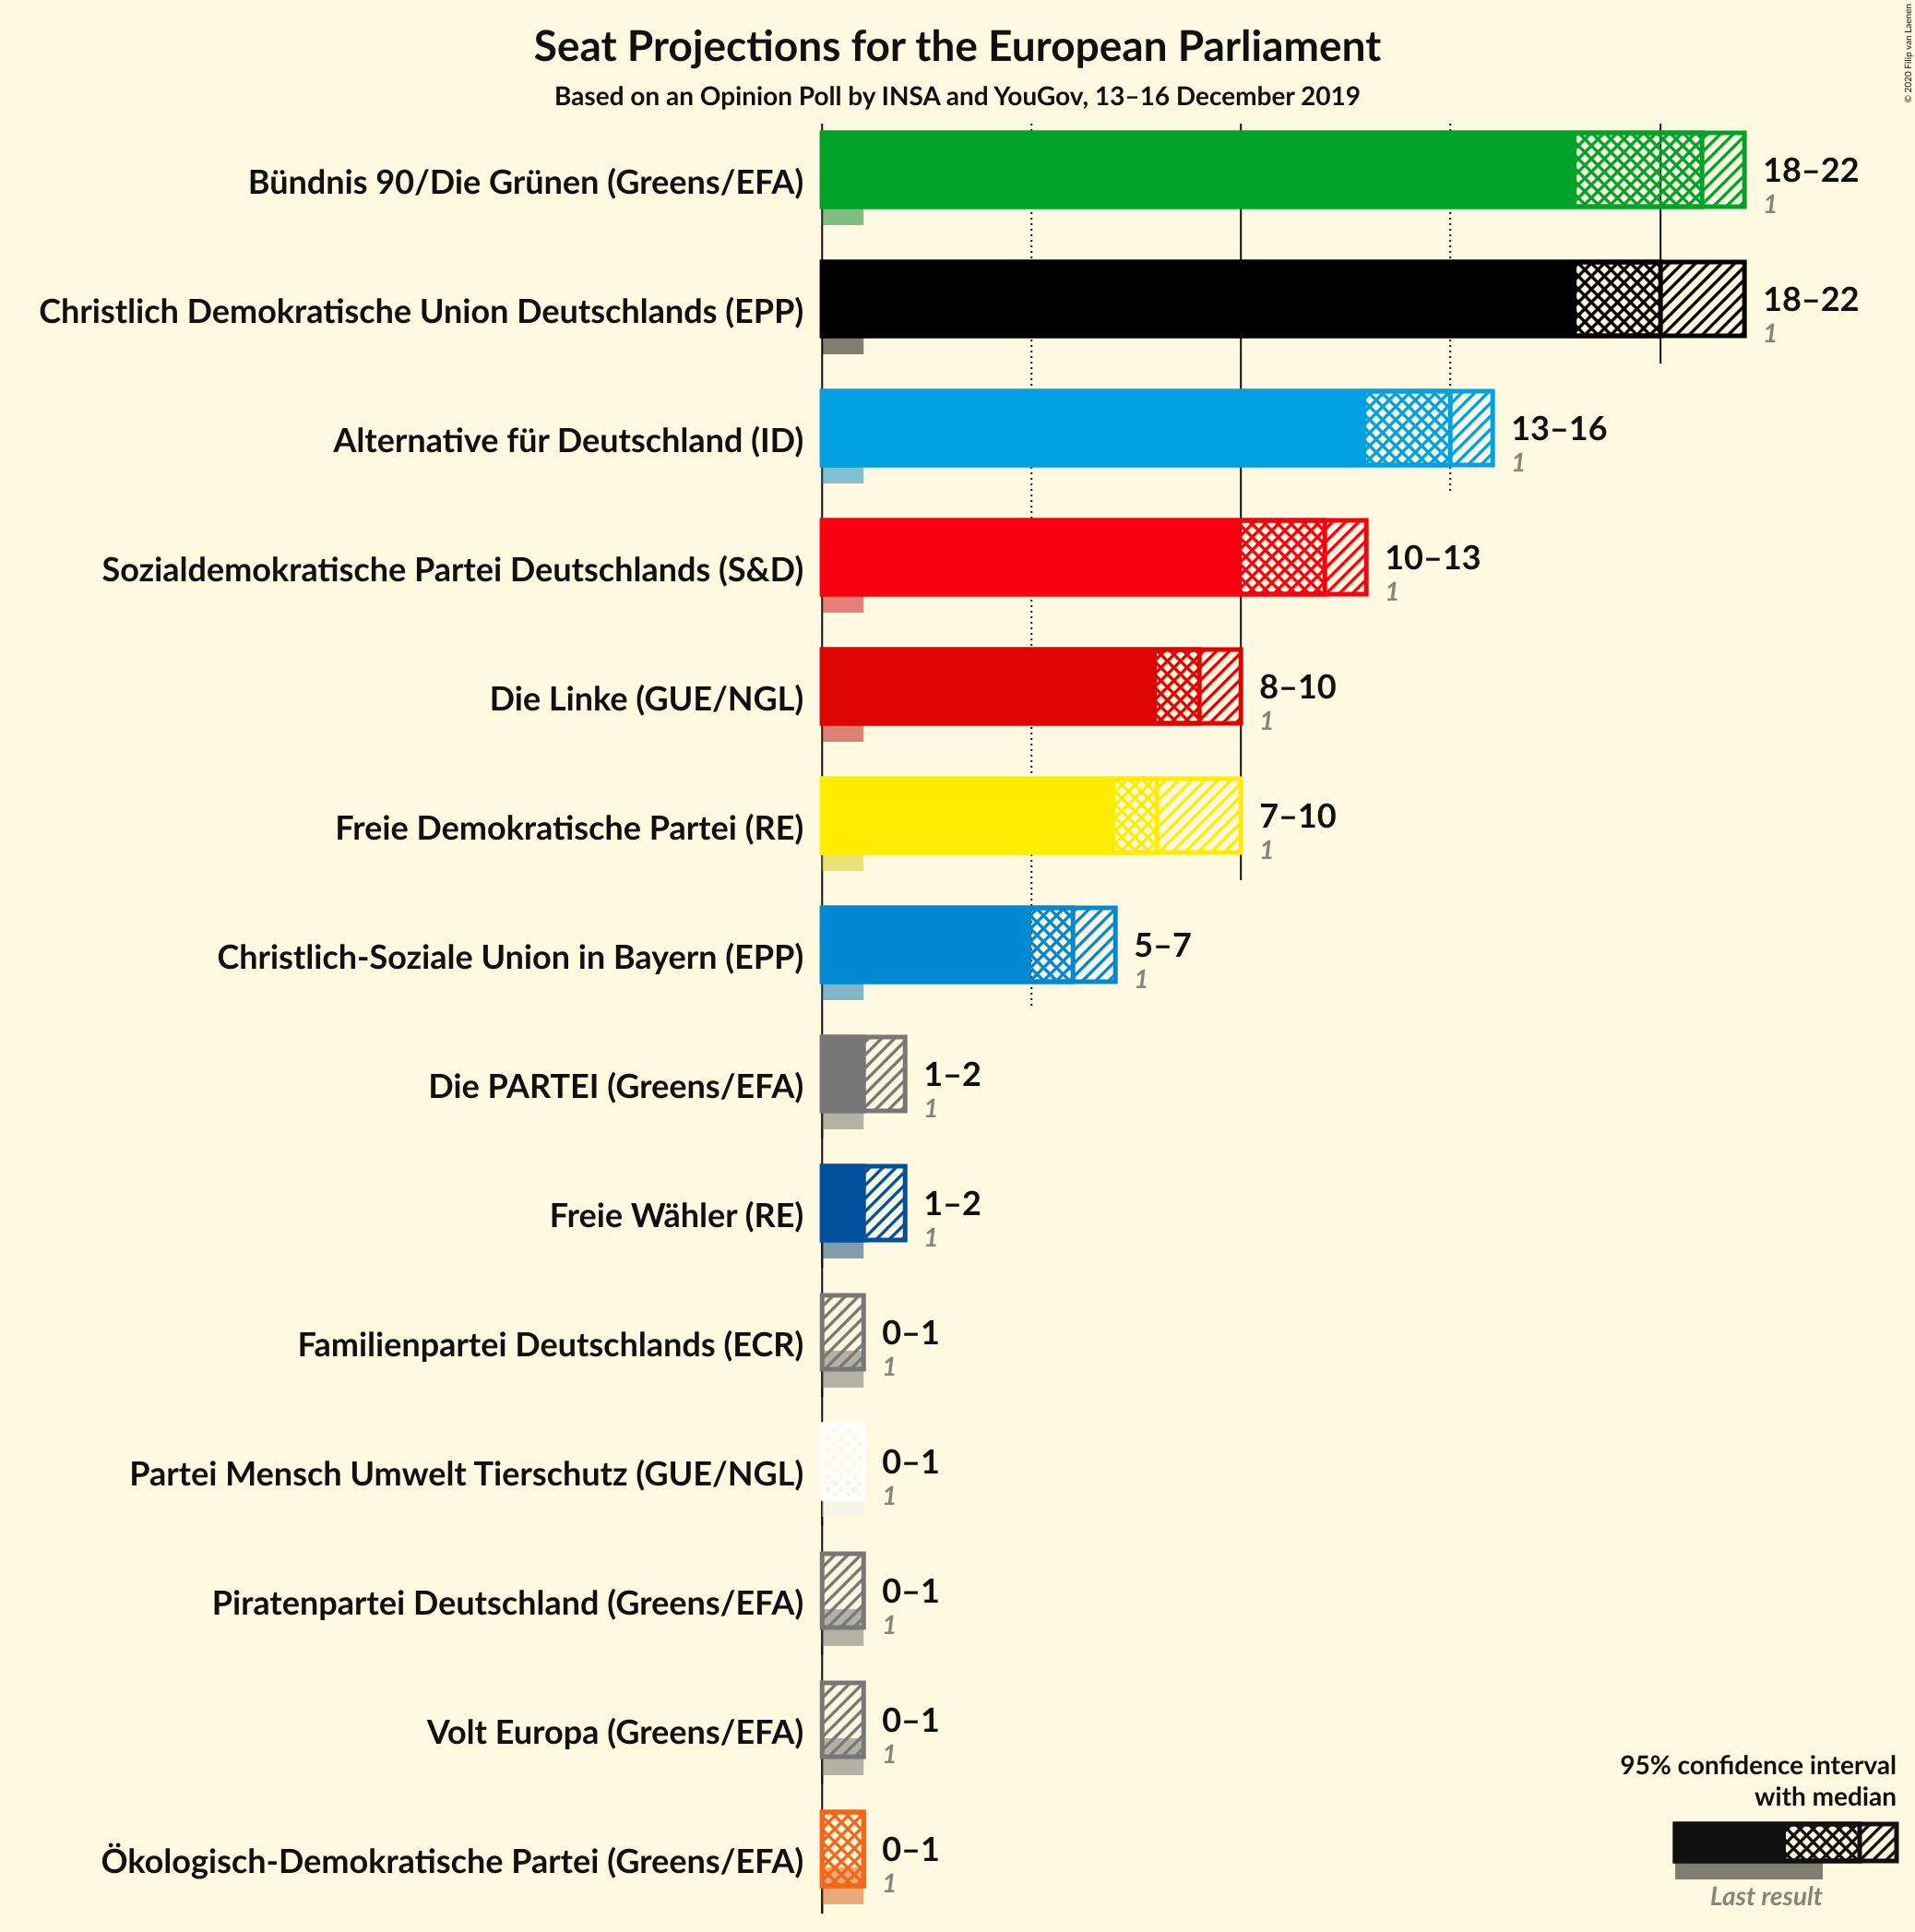 Seat Projections for the European Parliament
Based on an Opinion Poll by INSA and YouGov, 13–16 December 2019
© 2020 Filip van Laenen
Bündnis 90/Die Grünen (Greens/EFA)
18–22
1
Christlich Demokratische Union Deutschlands (EPP)
18–22
1
Alternative für Deutschland (ID)
13–16
1
Sozialdemokratische Partei Deutschlands (S&D)
10–13
1
Die Linke (GUE/NGL)
8–10
1
Freie Demokratische Partei (RE)
7–10
1
Christlich-Soziale Union in Bayern (EPP)
5–7
1
Die PARTEI (Greens/EFA)
1–2
1
Freie Wähler (RE)
1–2
1
Familienpartei Deutschlands (ECR)
0–1
1
Partei Mensch Umwelt Tierschutz (GUE/NGL)
0–1
1
Piratenpartei Deutschland (Greens/EFA)
0–1
1
Volt Europa (Greens/EFA)
0–1
1
Ökologisch-Demokratische Partei (Greens/EFA)
0–1
1
95% confidence interval
with median
Last result